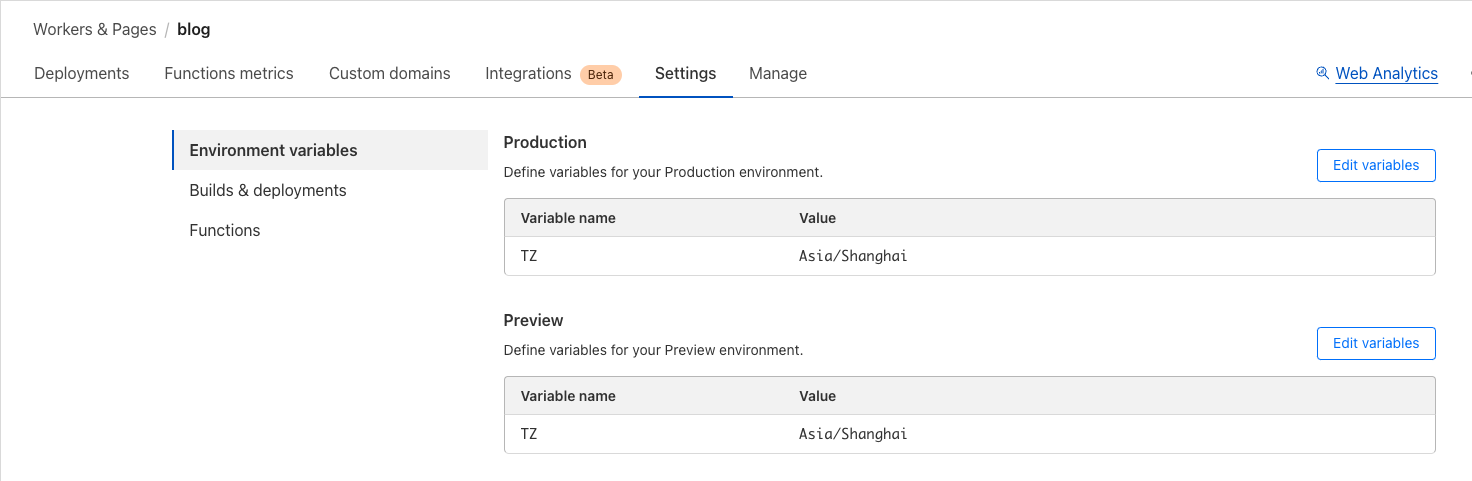 Workers & Pages / blog
Deployments Functions metrics Custom domains Integrations Beta Settings Manage Web Analytics
Environment variables
Builds & deployments
Functions
Production
Define variables for your Production environment.
Edit variables
Variable name Value
TZ Asia/Shanghai
Preview
Define variables for your Preview environment.
Edit variables
Variable name Value
TZ Asia/Shanghai